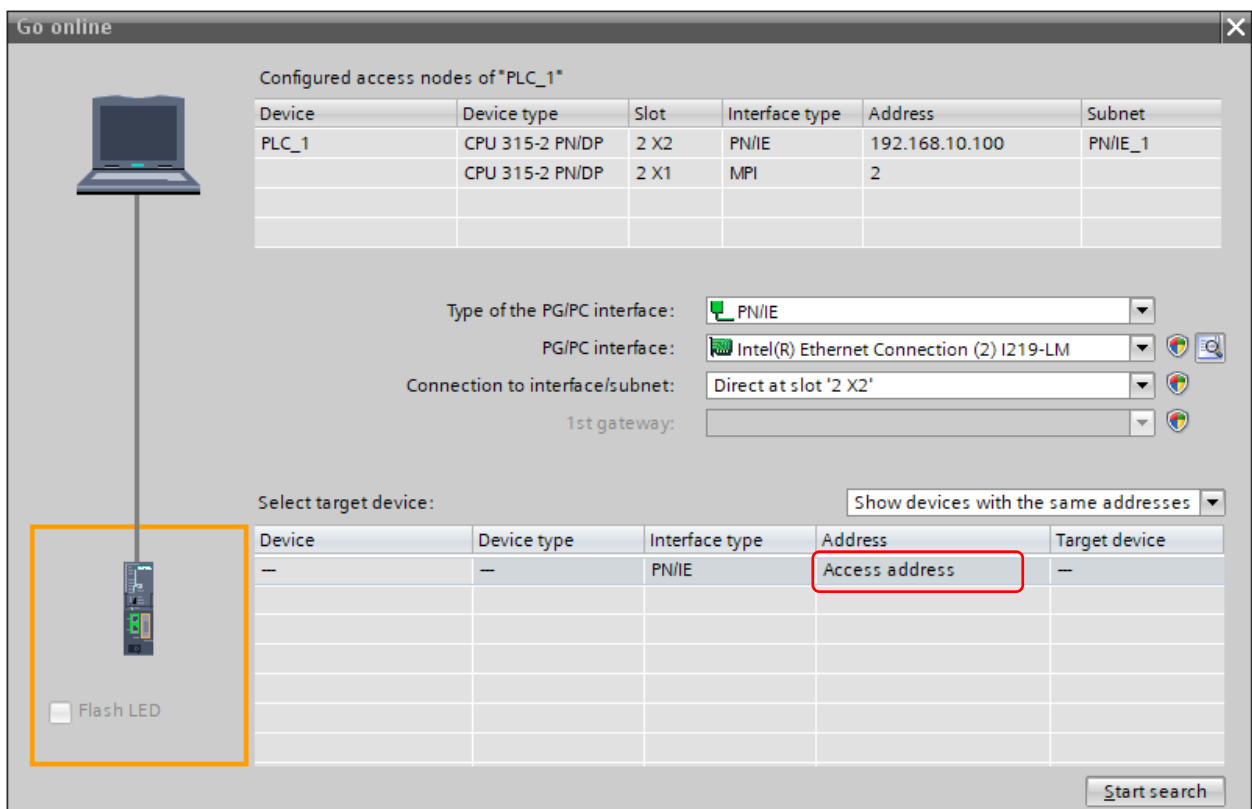 Go online
Configured access nodes of "PLC_1"
Device Device type Slot Interface type Address Subnet
PLC_1 CPU 315-2 PN/DP 2 X2 PN/IE 192.168.10.100 PN/IE_1
CPU 315-2 PN/DP 2 X1 MPI 2
Type of the PG/PC interface: PN/IE
PG/PC interface: Intel(R) Ethernet Connection (2) I219-LM
Connection to interface/subnet: Direct at slot '2 X2'
1st gateway:
Select target device: Show devices with the same addresses
Device Device type Interface type Address Target device
— — PN/IE Access address —
Flash LED
Start search